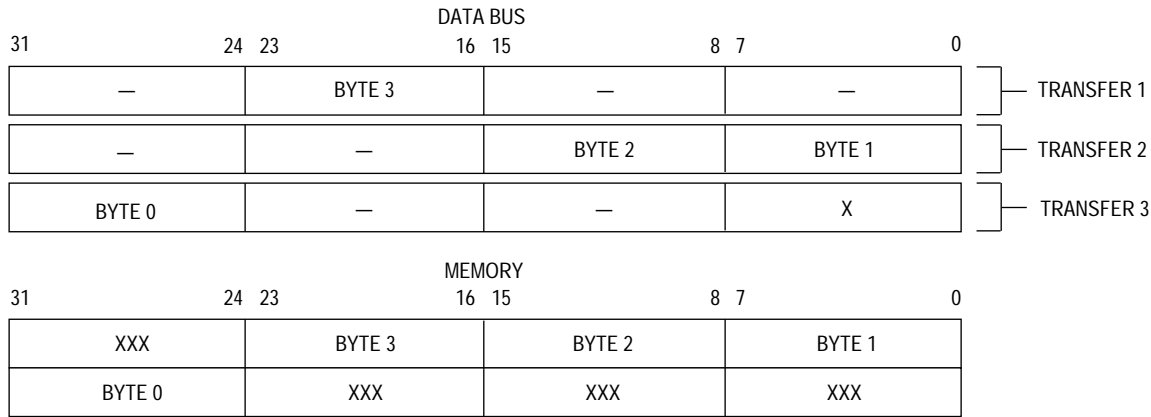 DATA BUS
31 24 23 16 15 8 7 0
— BYTE 3 — — TRANSFER 1
— — BYTE 2 BYTE 1 TRANSFER 2
BYTE 0 — — X TRANSFER 3
MEMORY
31 24 23 16 15 8 7 0
XXX BYTE 3 BYTE 2 BYTE 1
BYTE 0 XXX XXX XXX